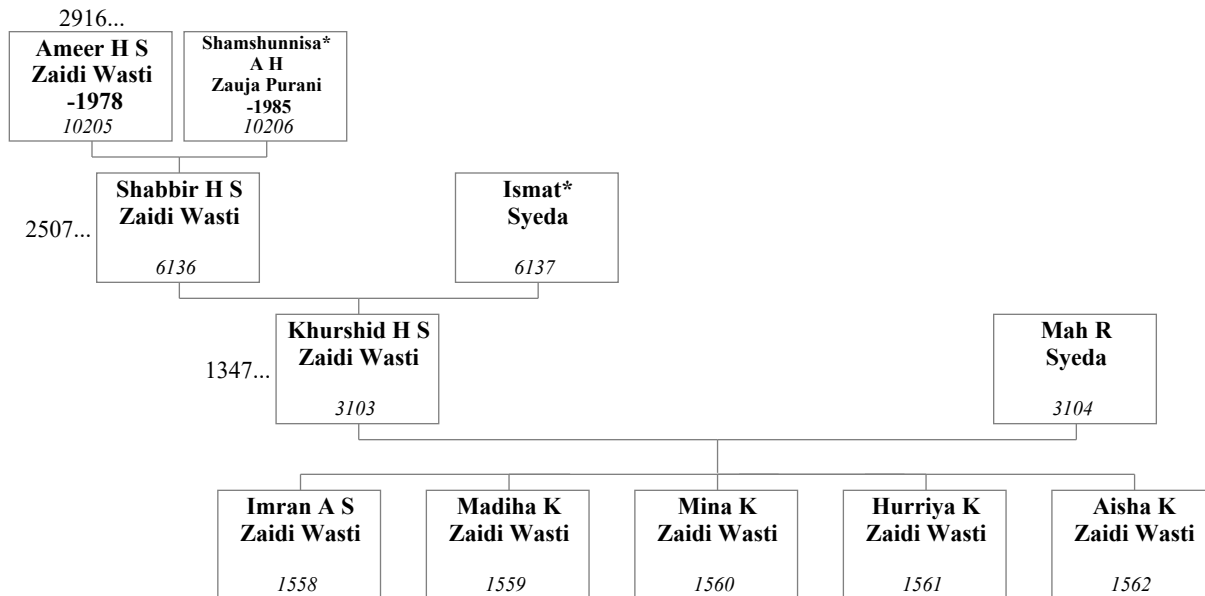 2916...
Ameer H S
Zaidi Wasti
-1978
10205
Shamshunnisa*
A H
Zauja Purani
-1985
10206
2507...
Shabbir H S
Zaidi Wasti
6136
Ismat*
Syeda
6137
1347...
Khurshid H S
Zaidi Wasti
3103
Mah R
Syeda
3104
Imran A S
Zaidi Wasti
1558
Madiha K
Zaidi Wasti
1559
Mina K
Zaidi Wasti
1560
Hurriya K
Zaidi Wasti
1561
Aisha K
Zaidi Wasti
1562